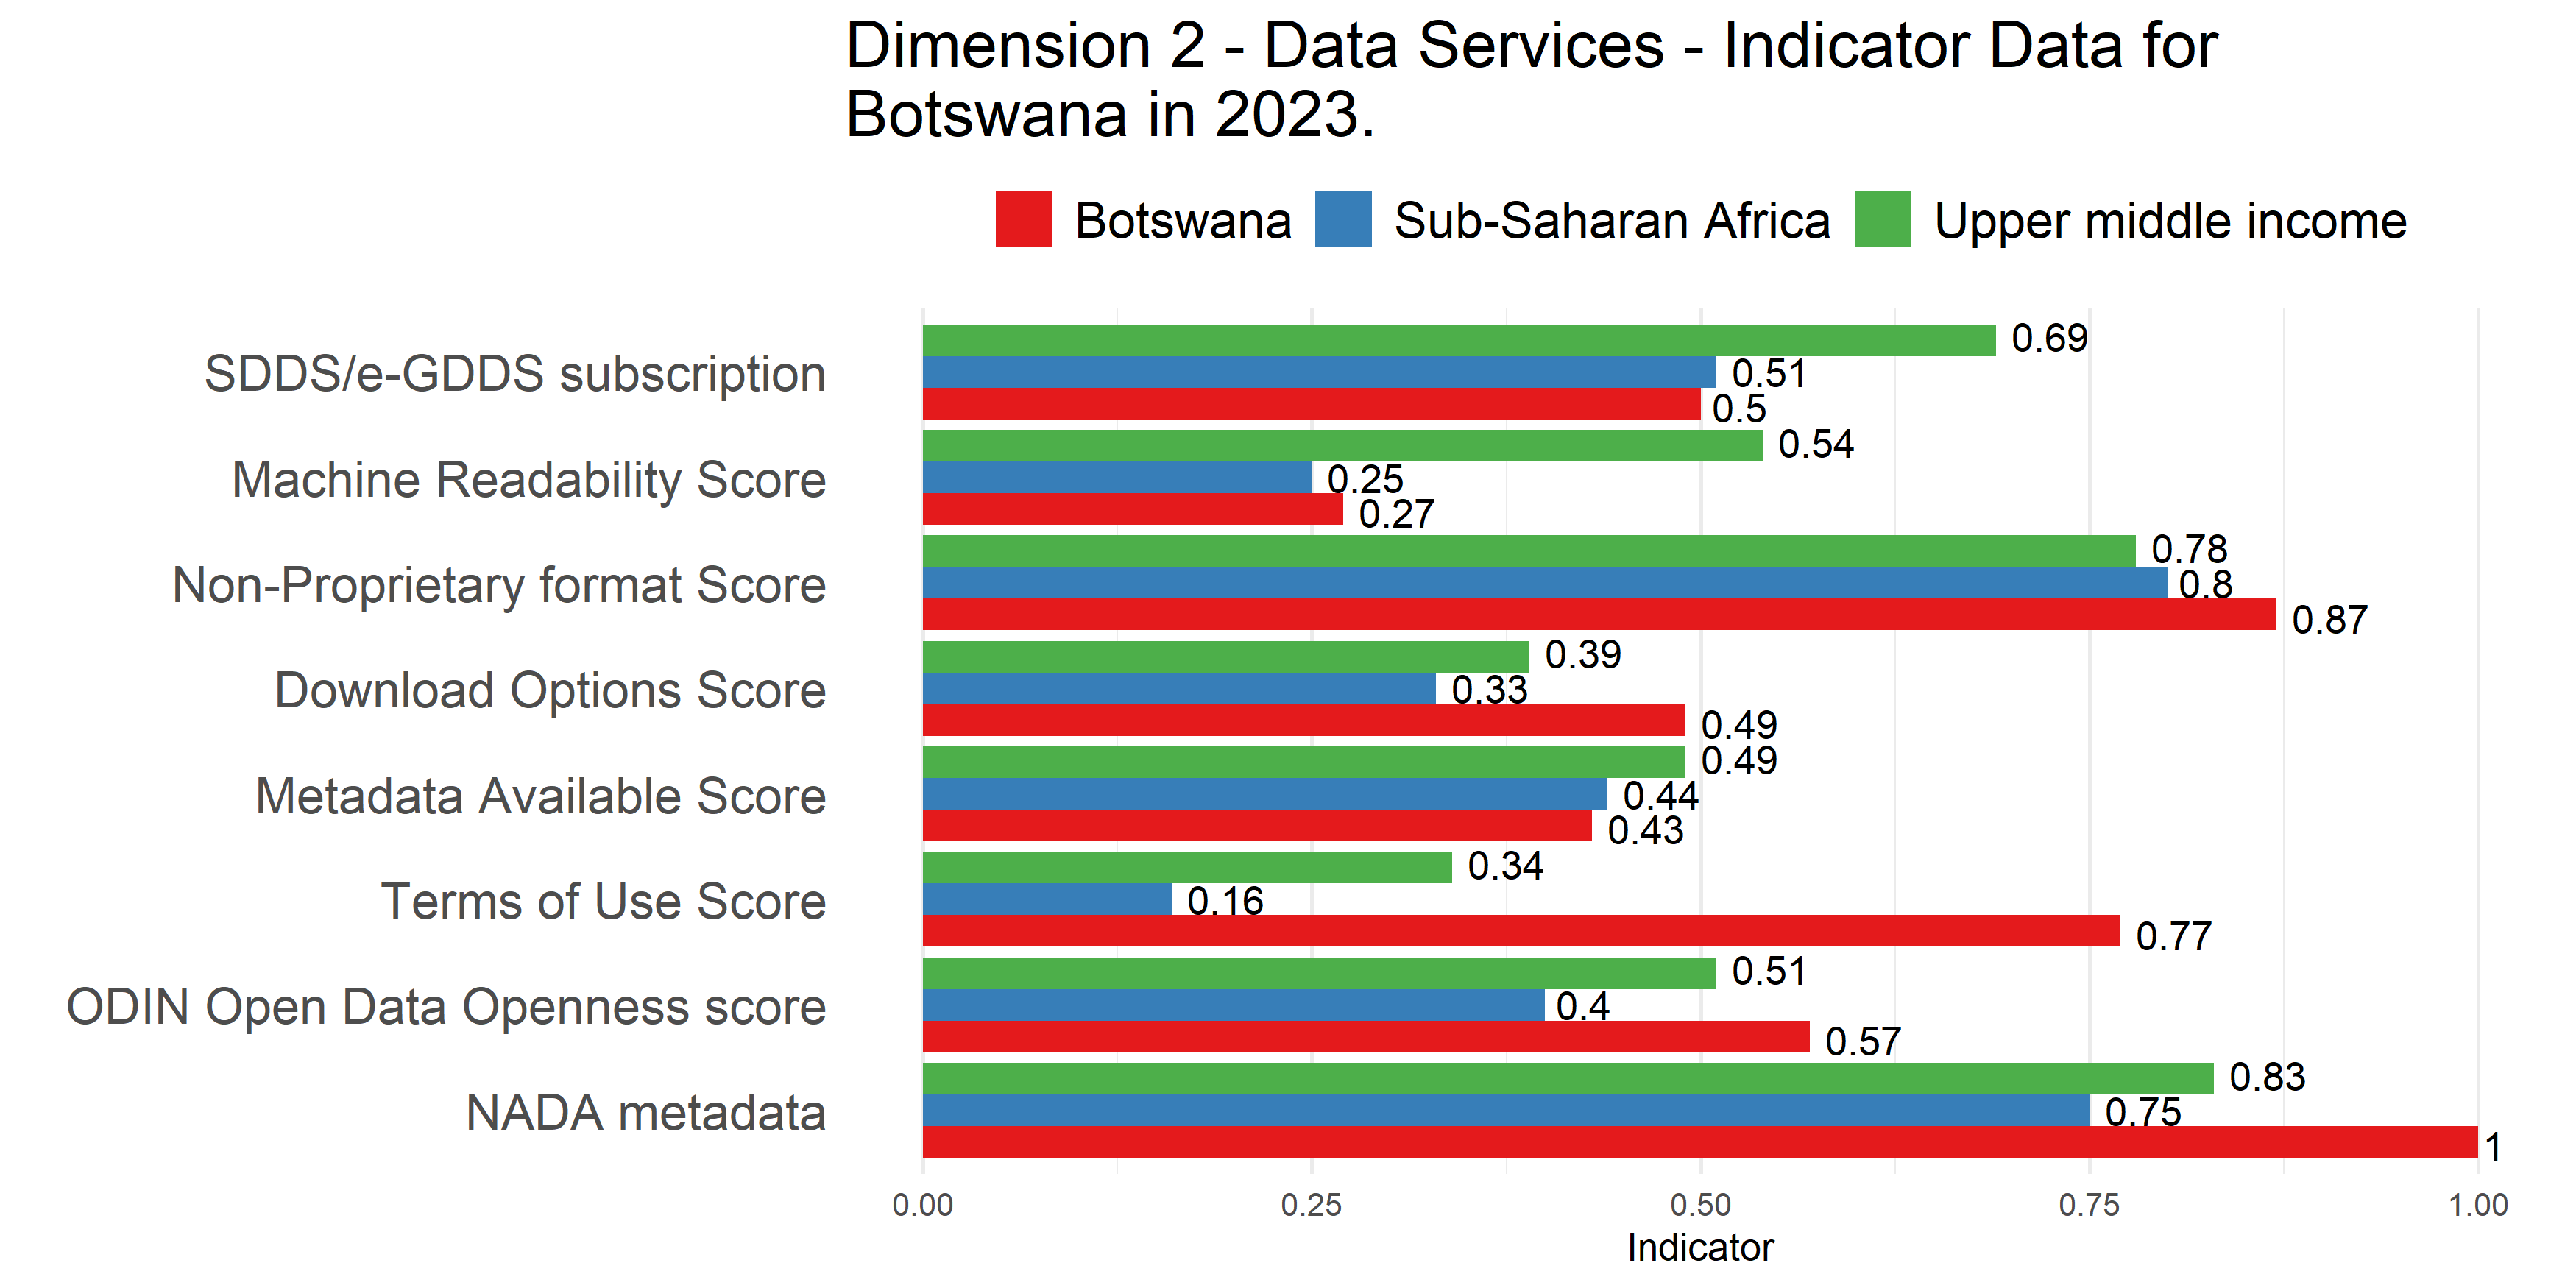 Dimension 2 - Data Services - Indicator Data for
Botswana in 2023.
Botswana Sub-Saharan Africa Upper middle income
SDDS/e-GDDS subscription
0.69
0.51
0.5
Machine Readability Score
0.54
0.25
0.27
Non-Proprietary format Score
0.78
0.8
0.87
Download Options Score
0.39
0.33
0.49
Metadata Available Score
0.49
0.44
0.43
Terms of Use Score
0.34
0.16
0.77
ODIN Open Data Openness score
0.51
0.4
0.57
NADA metadata
0.83
0.75
1
0.00 0.25 0.50 0.75 1.00
Indicator